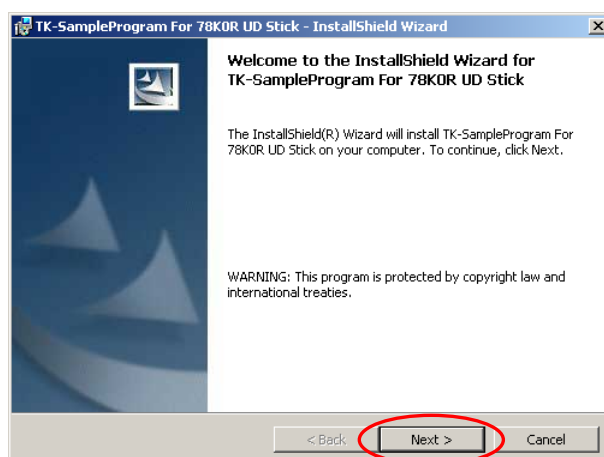 TK-SampleProgram For 78K0R UD Stick - InstallShield Wizard
Welcome to the InstallShield Wizard for
TK-SampleProgram For 78K0R UD Stick
The InstallShield(R) Wizard will install TK-SampleProgram For
78K0R UD Stick on your computer. To continue, click Next.
WARNING: This program is protected by copyright law and
international treaties.
< Back
Next >
Cancel